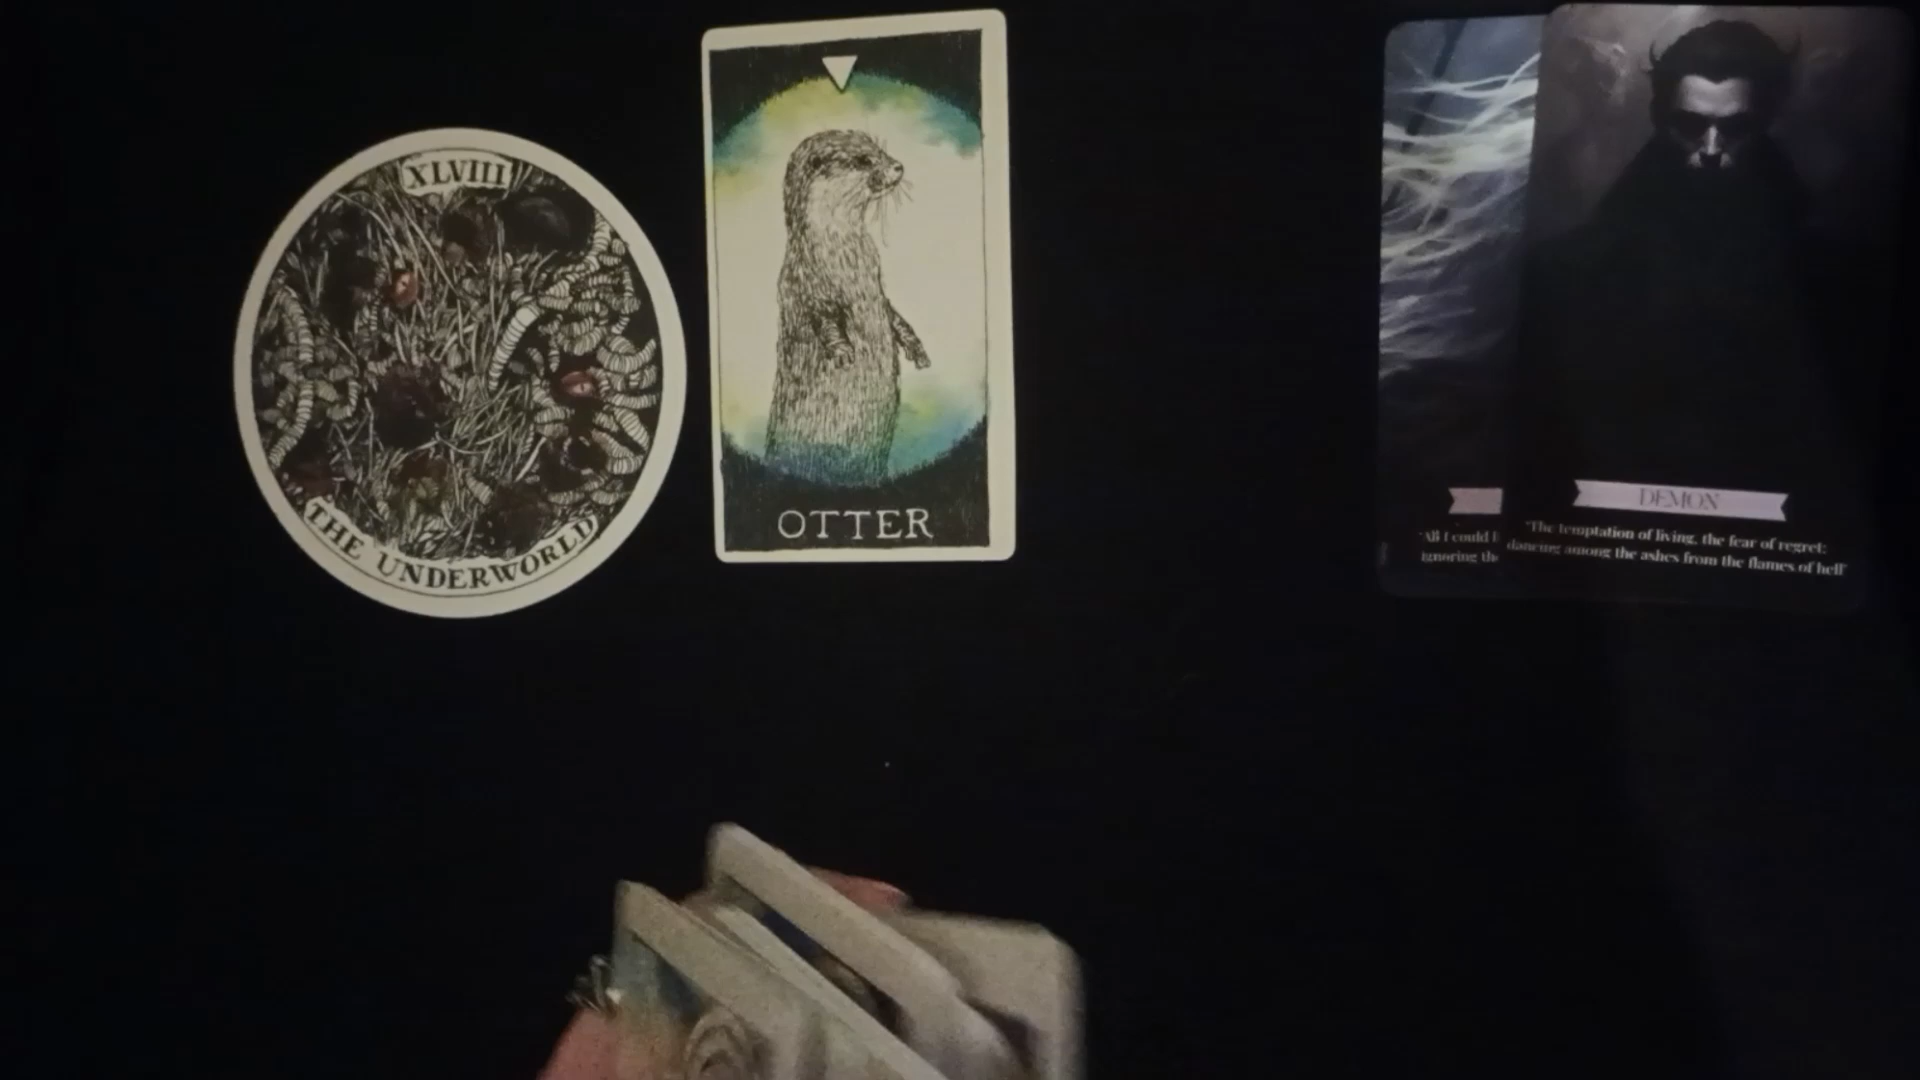 XLVIII
THE UNDERWORLD
OTTER
"All I could
ignoring the
DEMON
"The temptation of living, the fear of regret;
dancing among the ashes from the flames of hell"